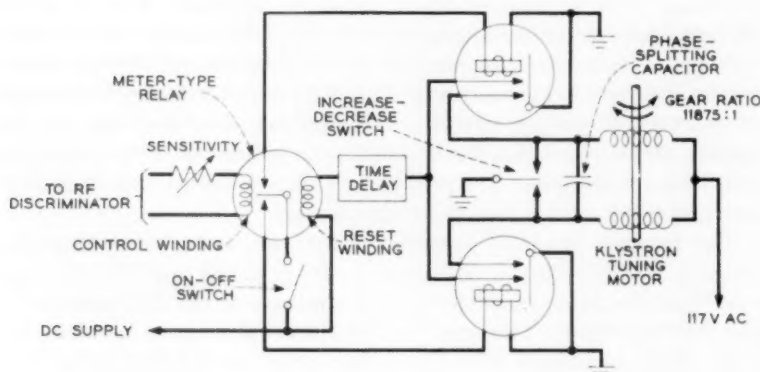 PHASE-
SPLITTING
CAPACITOR
METER-TYPE
RELAY
INCREASE-
DECREASE
SWITCH
GEAR RATIO
11875:1
SENSITIVITY
TIME
DELAY
TO RF
DISCRIMINATOR
CONTROL WINDING
RESET
WINDING
ON-OFF
SWITCH
KLYSTRON
TUNING
MOTOR
DC SUPPLY
117 V AC